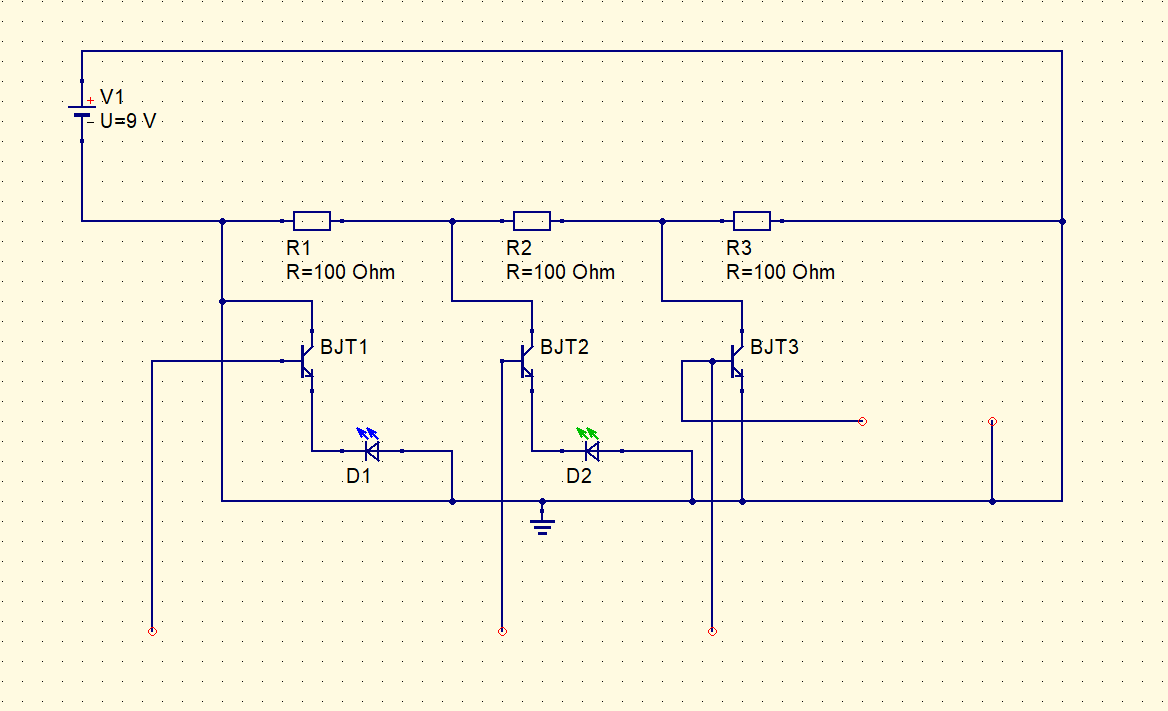 V1
U=9 V
R1
R=100 Ohm
R2
R=100 Ohm
R3
R=100 Ohm
BJT1
BJT2
BJT3
D1
D2